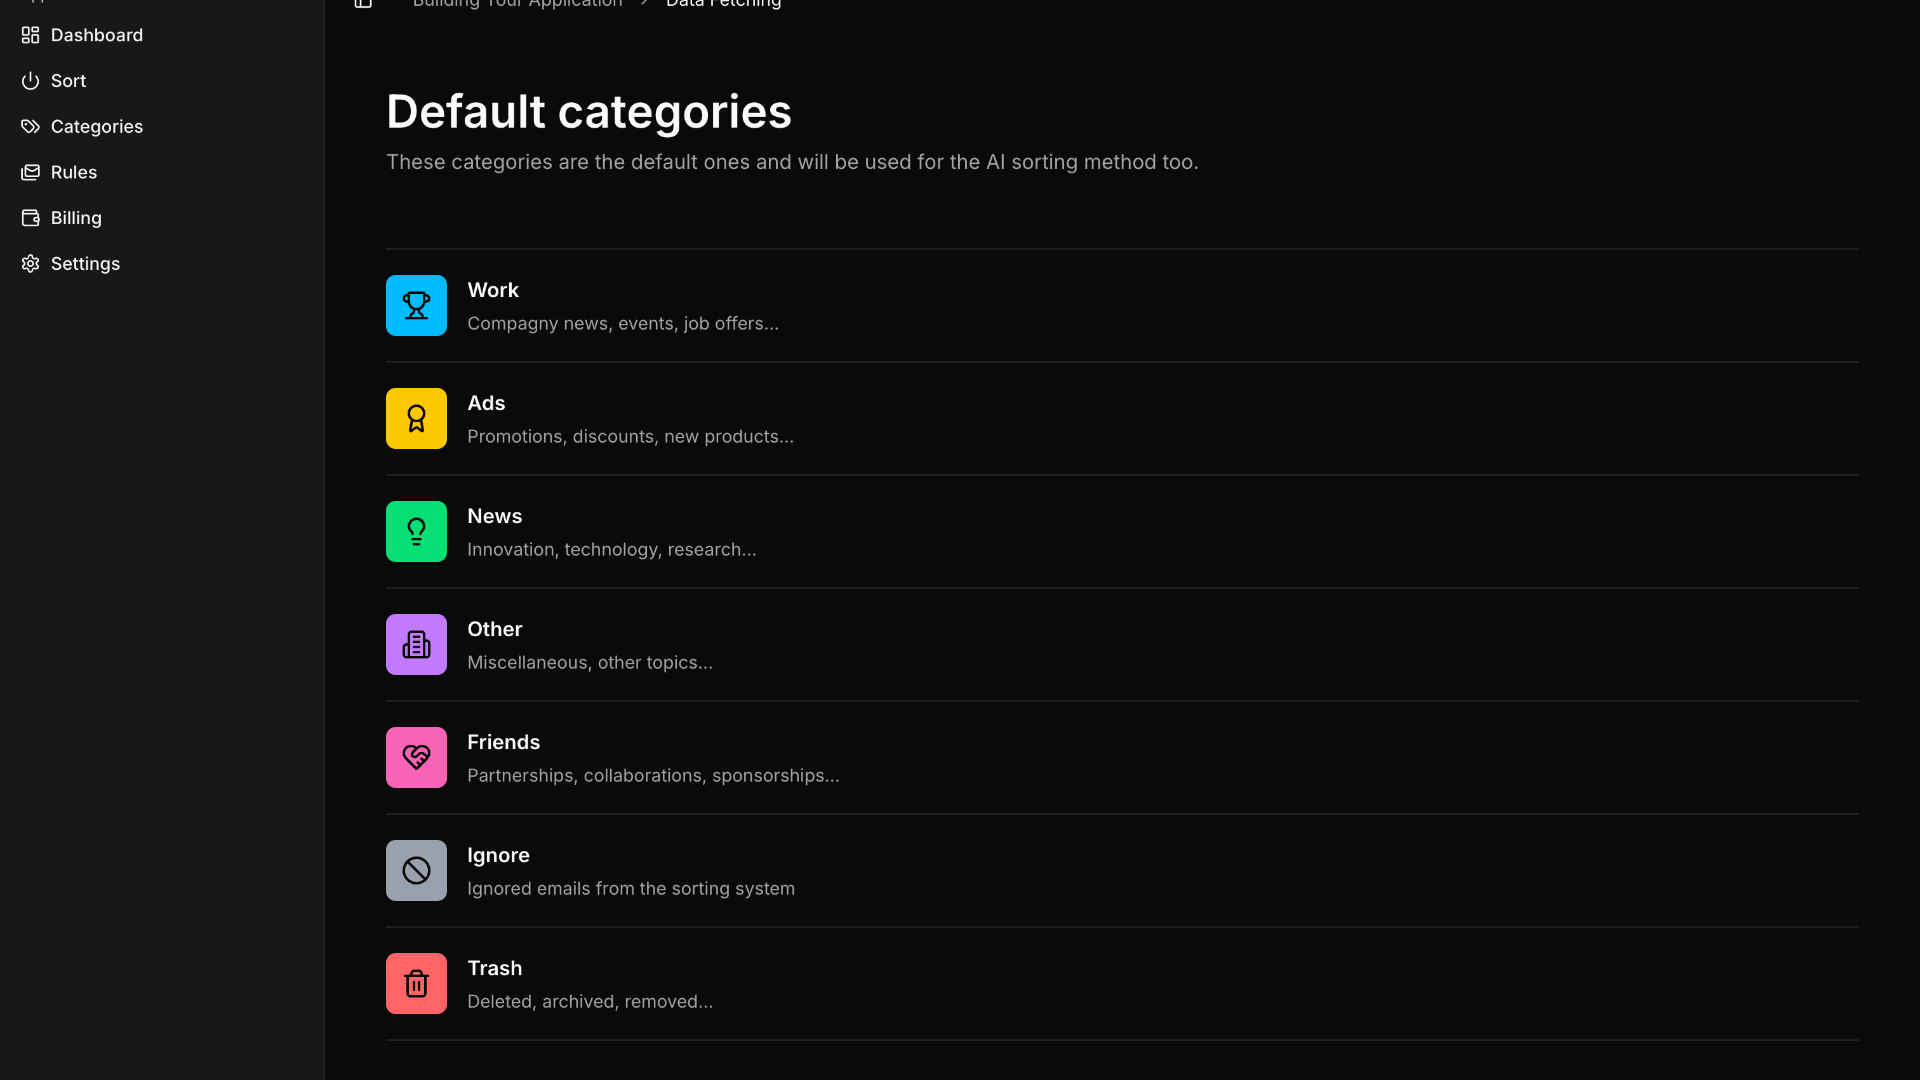 Building Your Application > Data Fetching
Dashboard
Sort
Categories
Rules
Billing
Settings
Default categories
These categories are the default ones and will be used for the AI sorting method too.
Work
Compagny news, events, job offers...
Ads
Promotions, discounts, new products...
News
Innovation, technology, research...
Other
Miscellaneous, other topics...
Friends
Partnerships, collaborations, sponsorships...
Ignore
Ignored emails from the sorting system
Trash
Deleted, archived, removed...